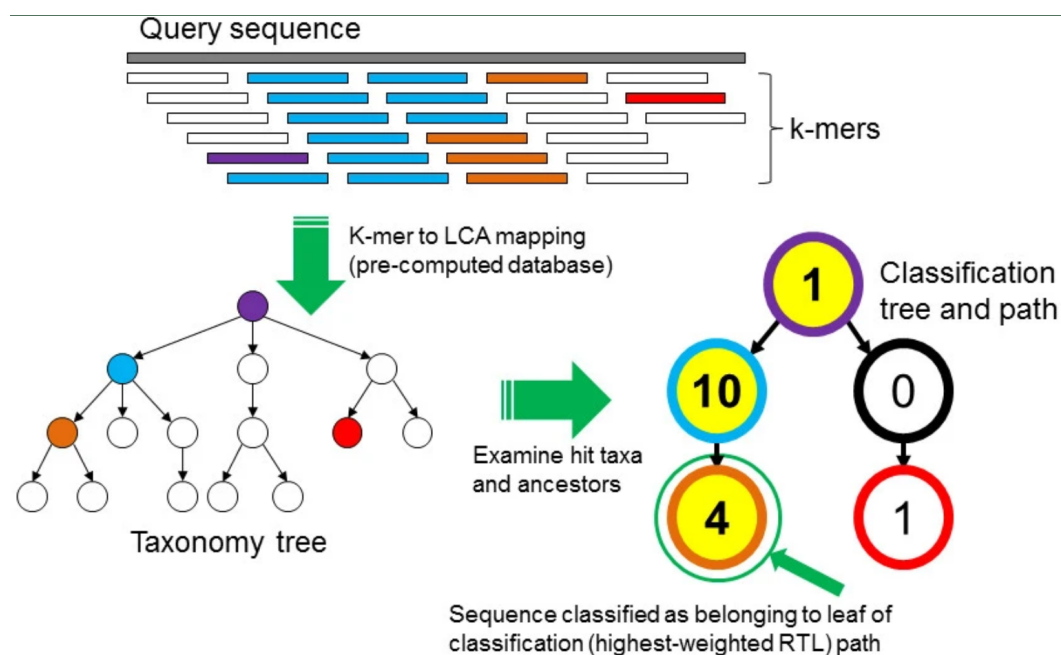 Query sequence
k-mers
K-mer to LCA mapping
(pre-computed database)
Classification
tree and path
1
10
0
4
1
Examine hit taxa
and ancestors
Taxonomy tree
Sequence classified as belonging to leaf of
classification (highest-weighted RTL) path